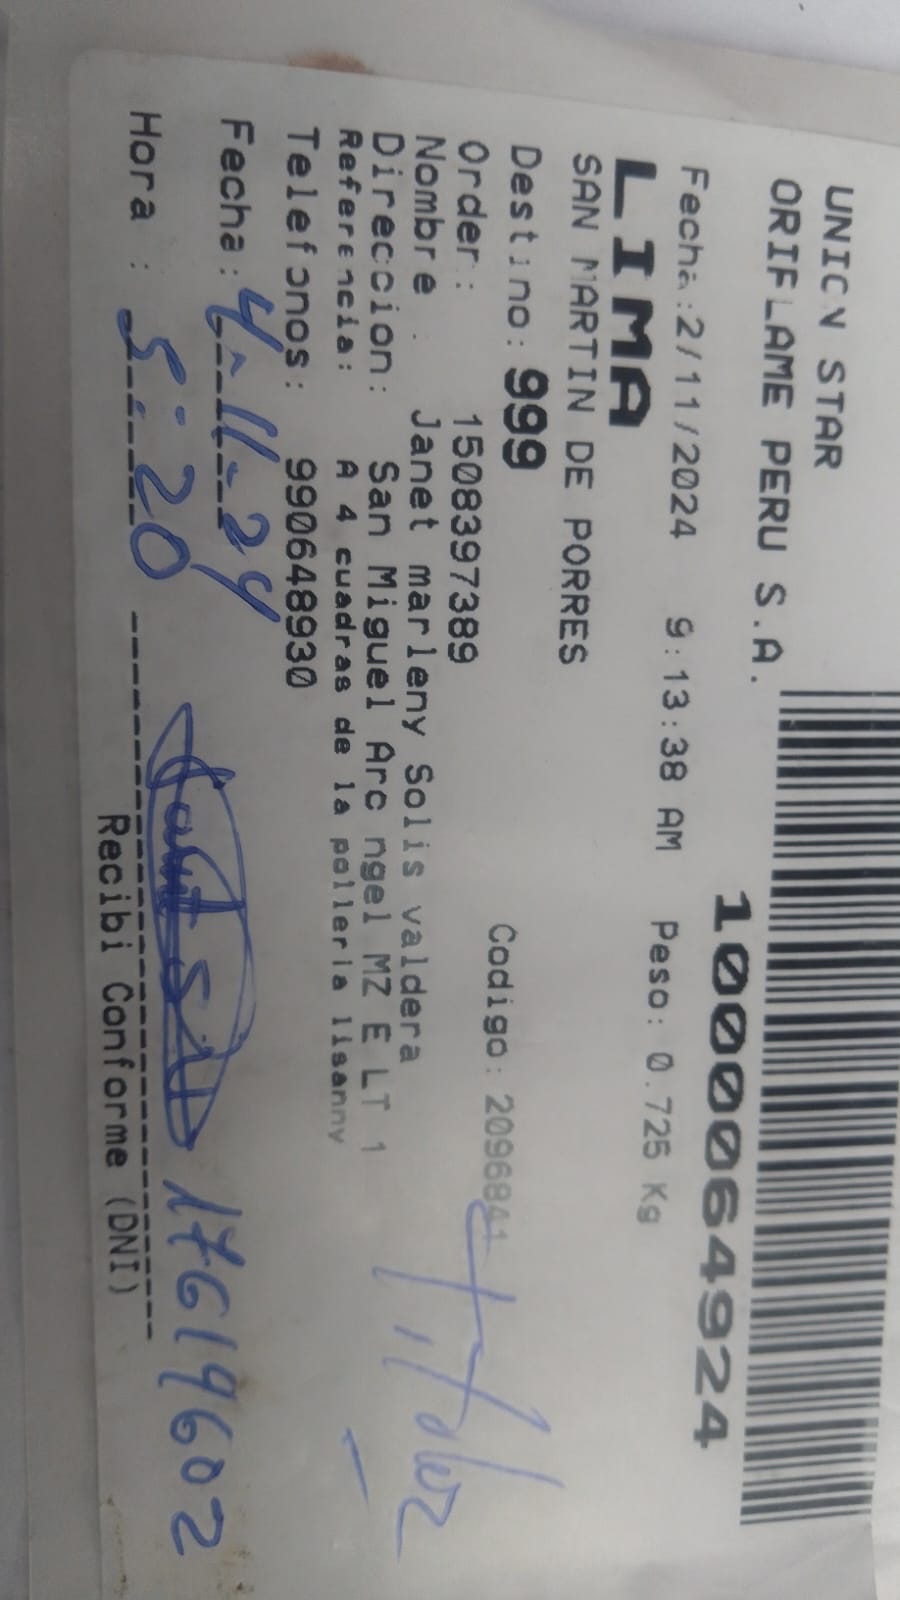 UNICN STAR
ORIFLAME PERU S.A.
1000064924
Fecha:2/11/2024 9:13:38 AM Peso: 0.725 Kg
LIMA
SAN MARTIN DE PORRES
Destino: 999 Codigo: 2096841
Order: 1508397389
Nombre : Janet marleny Solis valdera
Direccion: San Miguel Arc ngel MZ E LT 1
Referencia: A 4 cuadras de la polleria lisanny
Telefonos: 990648930
Fecha: 4-11-24
Hora : 5:20 17619602
Recibi Conforme (DNI)
Titular